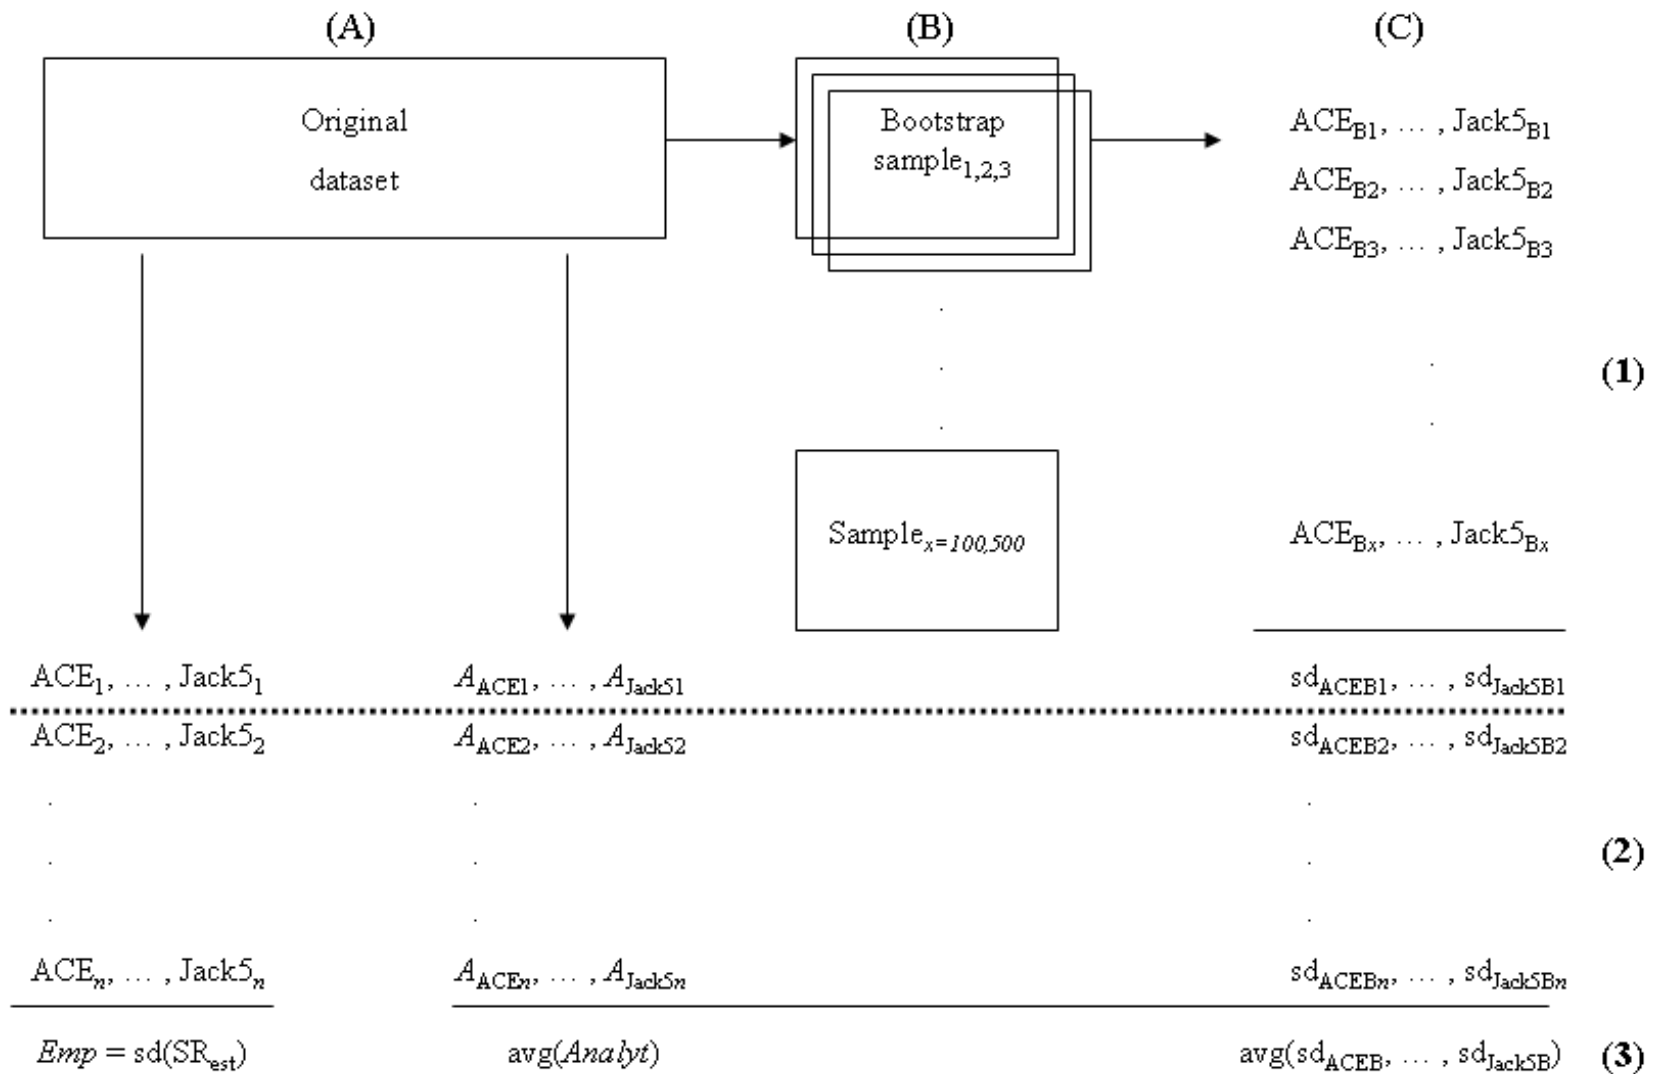 (A) (B) (C)
Original
dataset
Bootstrap
sample1,2,3
ACEB1, … , Jack5B1
ACEB2, … , Jack5B2
ACEB3, … , Jack5B3
(1)
Samplex=100,500
ACEBx, … , Jack5Bx
ACE1, … , Jack51 AACE1, … , AJack51 sdACEB1, … , sdJack5B1
ACE2, … , Jack52 AACE2, … , AJack52 sdACEB2, … , sdJack5B2
(2)
ACEn, … , Jack5n AACEn, … , AJack5n sdACEBn, … , sdJack5Bn
Emp = sd(SRest) avg(Analyt) avg(sdACEB, … , sdJack5B) (3)